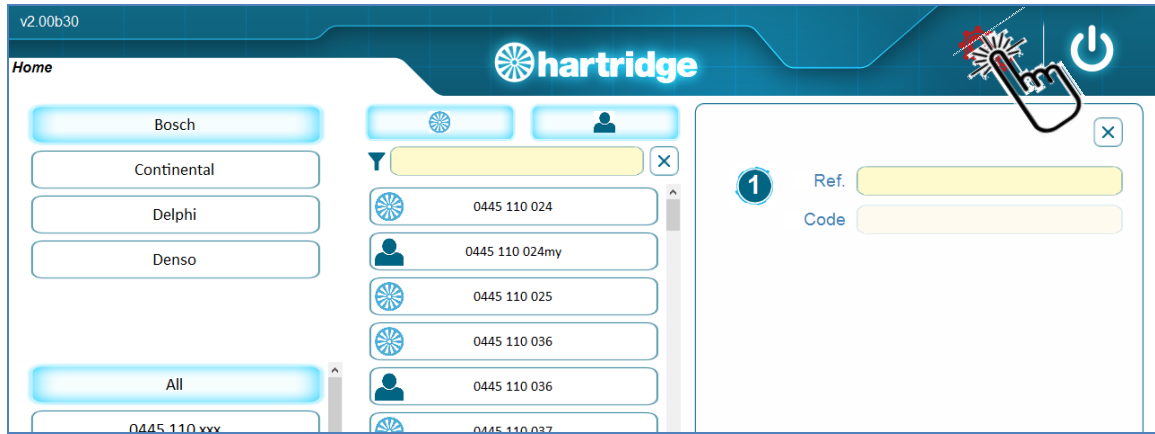 v2.00b30
hartridge
Home
Bosch
Continental
Delphi
Denso
All
0445 110 xxx
0445 110 024
0445 110 024my
0445 110 025
0445 110 036
0445 110 036
0445 110 037
1
Ref.
Code